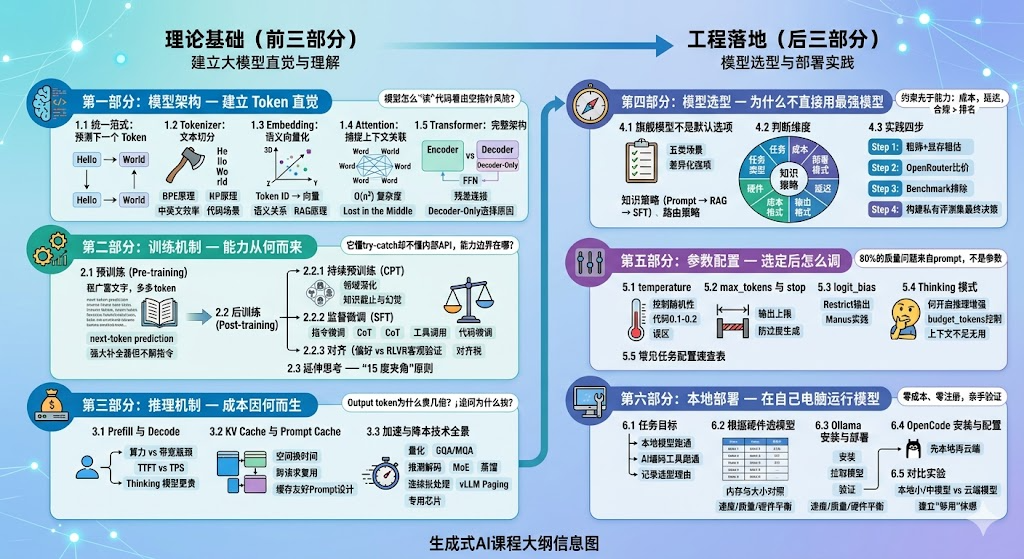 理论基础（前三部分）
建立大模型直觉与理解
工程落地（后三部分）
模型选型与部署实践
第一部分：模型架构 — 建立 Token 直觉
1.1 统一范式：
预测下一个 Token
Hello
World
Hello
World
1.2 Tokenizer：
文本切分
He
llo
Wo
rld
BPE原理
中英文效率
代码场景
1.3 Embedding：
语义向量化
3D
Z
Y
Token ID → 向量
语义关系
RAG原理
1.4 Attention：
捕捉上下文关联
Word
Word
Word
Word
Word
Word
O(n²) 复杂度
Lost in the Middle
1.5 Transformer：完整架构
Encoder
vs
Decoder
Decoder-Only
FFN
残差连接
Decoder-Only选择原因
第二部分：训练机制 — 能力从何而来
它懂try-catch却不懂内部API，能力边界在哪？
2.1 预训练 (Pre-training)
next-token prediction
强大补全器但不解指令
2.2 后训练
(Post-training)
2.2.1 持续预训练 (CPT)
领域深化
知识截止与幻觉
2.2.2 监督微调 (SFT)
指令微调
CoT
CoT
工具调用
代码微调
2.2.3 对齐（偏好 vs RLVR客观验证
对齐税
2.3 延伸思考 — “15 度夹角”原则
第三部分：推理机制 — 成本因何而生
Output token为什么贵几倍？
3.1 Prefill 与 Decode
算力 vs 带宽瓶颈
TTFT vs TPS
Thinking 模型更贵
3.2 KV Cache 与 Prompt Cache
空间换时间
跨请求复用
缓存友好Prompt设计
3.3 加速与降本技术全景
量化
GQA/MQA
推测解码
MoE
蒸馏
连续批处理
vLLM Paging
专用芯片
第四部分：模型选型 — 为什么不直接用最强模型
约束先于能力：成本，延迟，
合规 > 排名
4.1 旗舰模型不是默认选项
五类场景
差异化选项
知识策略（Prompt → RAG
→ SFT）、路由策略
4.2 判断维度
任务
成本
任务
类型
部署
模式
硬件
延迟
成本
格式
输出
格式
知识
策略
4.3 实践四步
Step 1:
粗筛+显存粗估
Step 2:
OpenRouter比价
Step 3:
Benchmark排除
Step 4:
构建私有评测集最终决策
第五部分：参数配置 — 选定后怎么调
80%的质量问题来自prompt，不是参数
5.1 temperature
控制随机性
代码0.1-0.2
误区
5.2 max_tokens 与 stop
输出上限
防过度生成
5.3 logit_bias
Restrict输出
Manus实践
5.4 Thinking 模式
何开启推理增强
budget_tokens控制
上下文不足无用
5.5 常见任务配置速查表
第六部分：本地部署 — 在自己电脑运行模型
零成本、零注册，亲手验证
6.1 任务目标
本地模型跑通
AI编码工具跑通
记录选型理由
6.2 根据硬件选模型
内存与大小对照
速度/质量/硬件平衡
6.3 Ollama
安装与部署
安装
拉取模型
验证
速度/质量/硬件平衡
6.4 OpenCode 安装与配置
先本地再云端
6.5 对比实验
本地小/中模型 vs 云端模型
建立“够用”体感
生成式AI课程大纲信息图